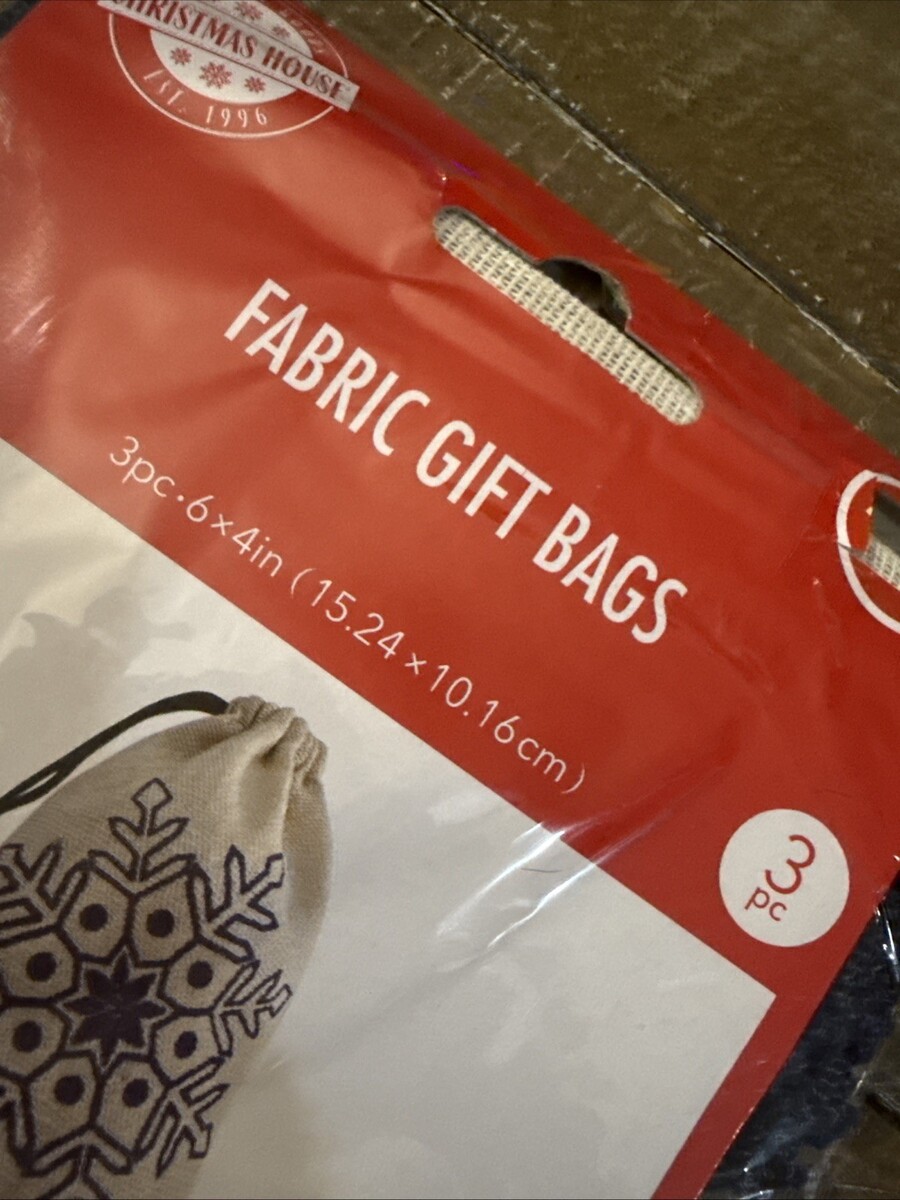 CHRISTMAS HOUSE
EST. 1996
FABRIC GIFT BAGS
3pc·6×4in (15.24×10.16cm)
3
pc